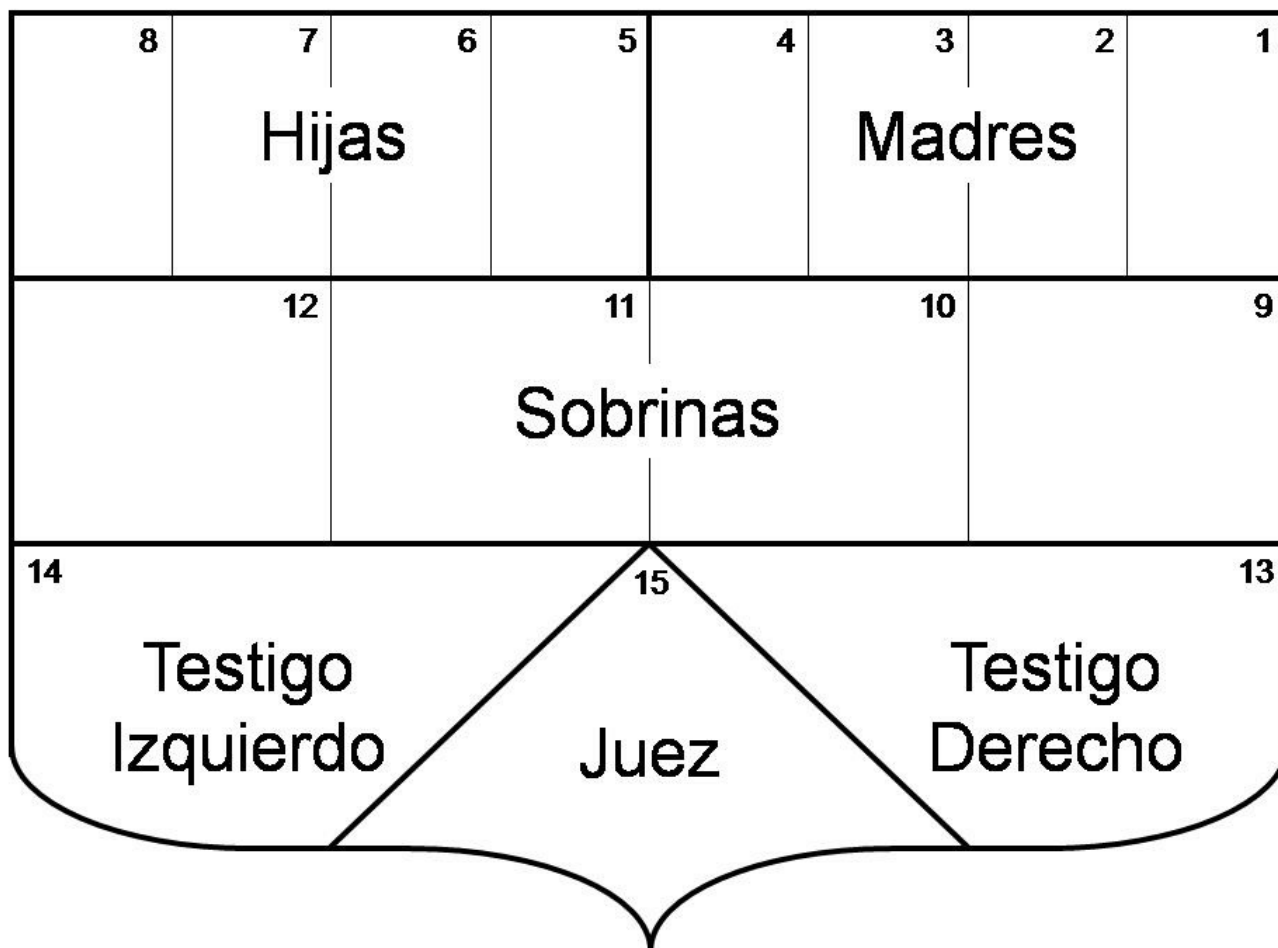 8 7 6 5 4 3 2 1
Hijas Madres
12 11 10 9
Sobrinas
14 15 13
Testigo Testigo
Izquierdo Juez Derecho